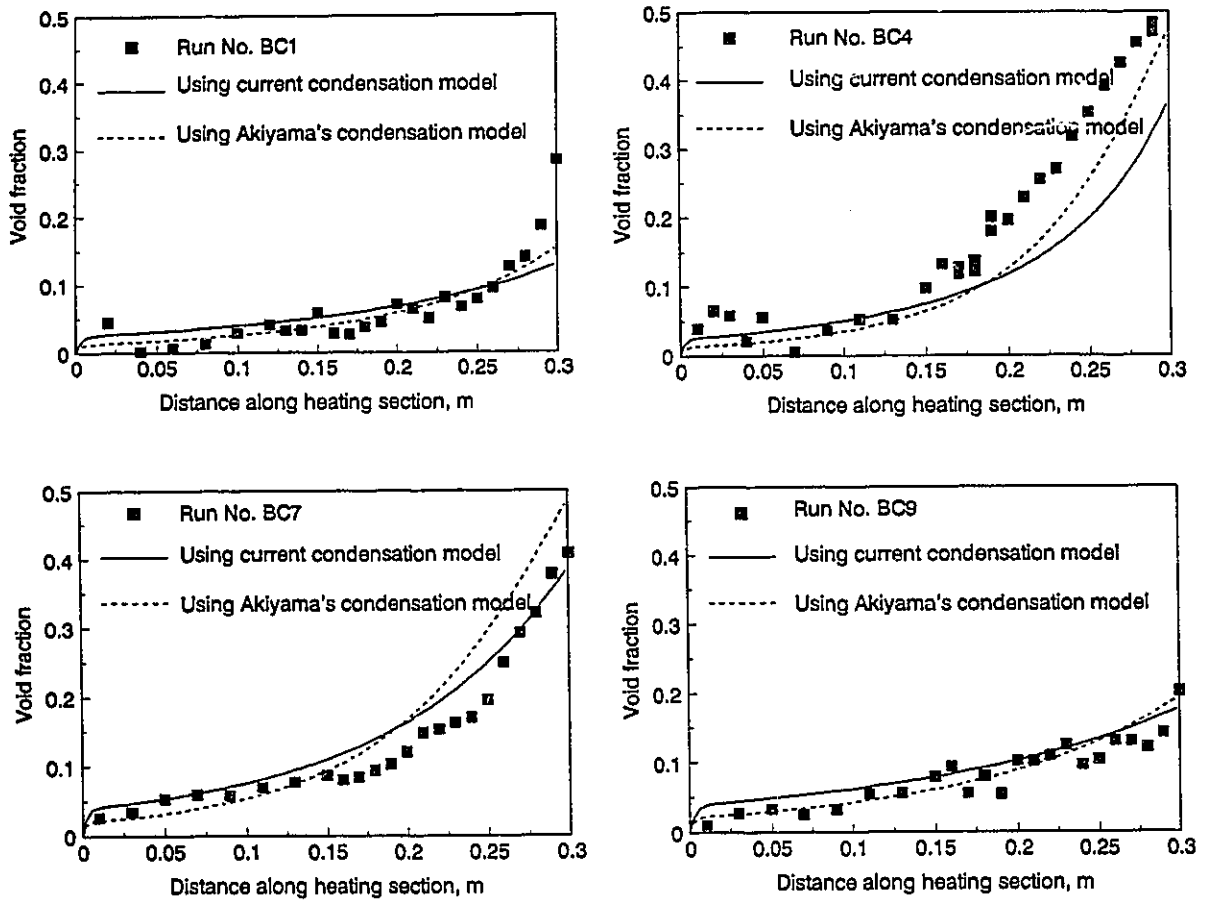 0.5
0.4
0.3
0.2
0.1
0
Void fraction
Run No. BC1
Using current condensation model
Using Akiyama's condensation model
0 0.05 0.1 0.15 0.2 0.25 0.3
Distance along heating section, m
0.5
0.4
0.3
0.2
0.1
0
Void fraction
Run No. BC4
Using current condensation model
Using Akiyama's condensation model
0 0.05 0.1 0.15 0.2 0.25 0.3
Distance along heating section, m
0.5
0.4
0.3
0.2
0.1
0
Void fraction
Run No. BC7
Using current condensation model
Using Akiyama's condensation model
0 0.05 0.1 0.15 0.2 0.25 0.3
Distance along heating section, m
0.5
0.4
0.3
0.2
0.1
0
Void fraction
Run No. BC9
Using current condensation model
Using Akiyama's condensation model
0 0.05 0.1 0.15 0.2 0.25 0.3
Distance along heating section, m